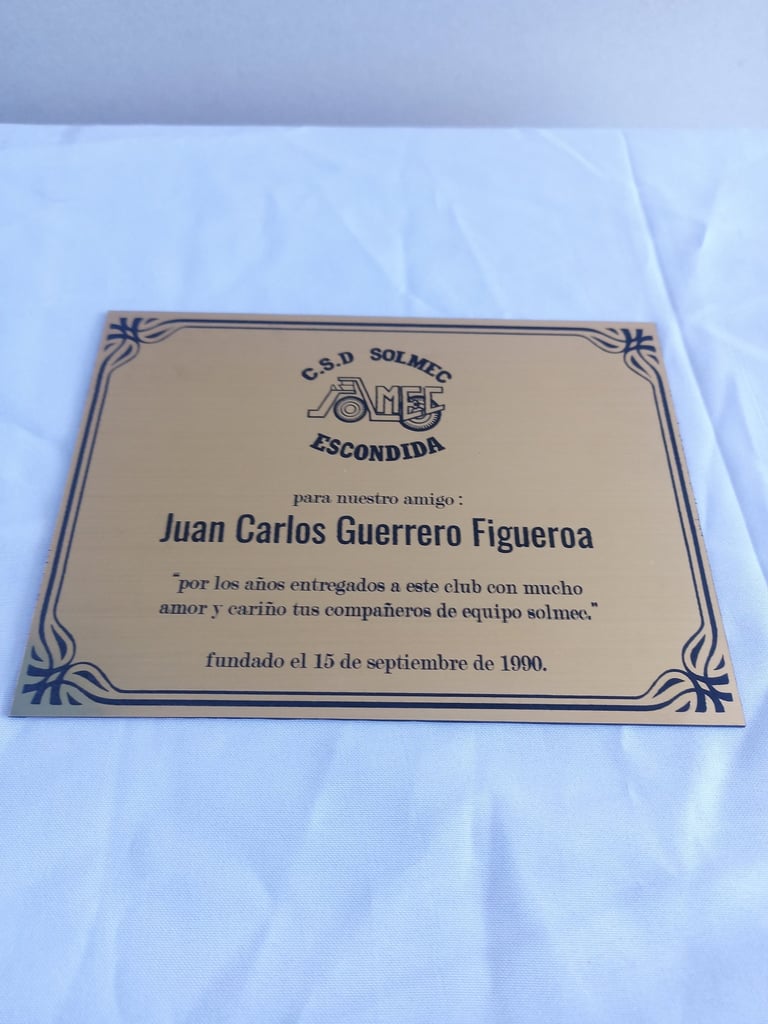 C.S.D SOLMEC
SOLMEC
ESCONDIDA
para nuestro amigo :
Juan Carlos Guerrero Figueroa
"por los años entregados a este club con mucho
amor y cariño tus compañeros de equipo solmec."
fundado el 15 de septiembre de 1990.